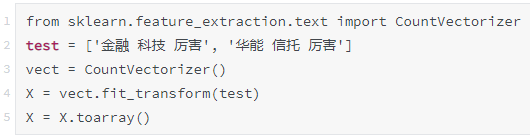 1 from sklearn.feature_extraction.text import CountVectorizer
2 test = ['金融 科技 厉害', '华能 信托 厉害']
3 vect = CountVectorizer()
4 X = vect.fit_transform(test)
5 X = X.toarray()